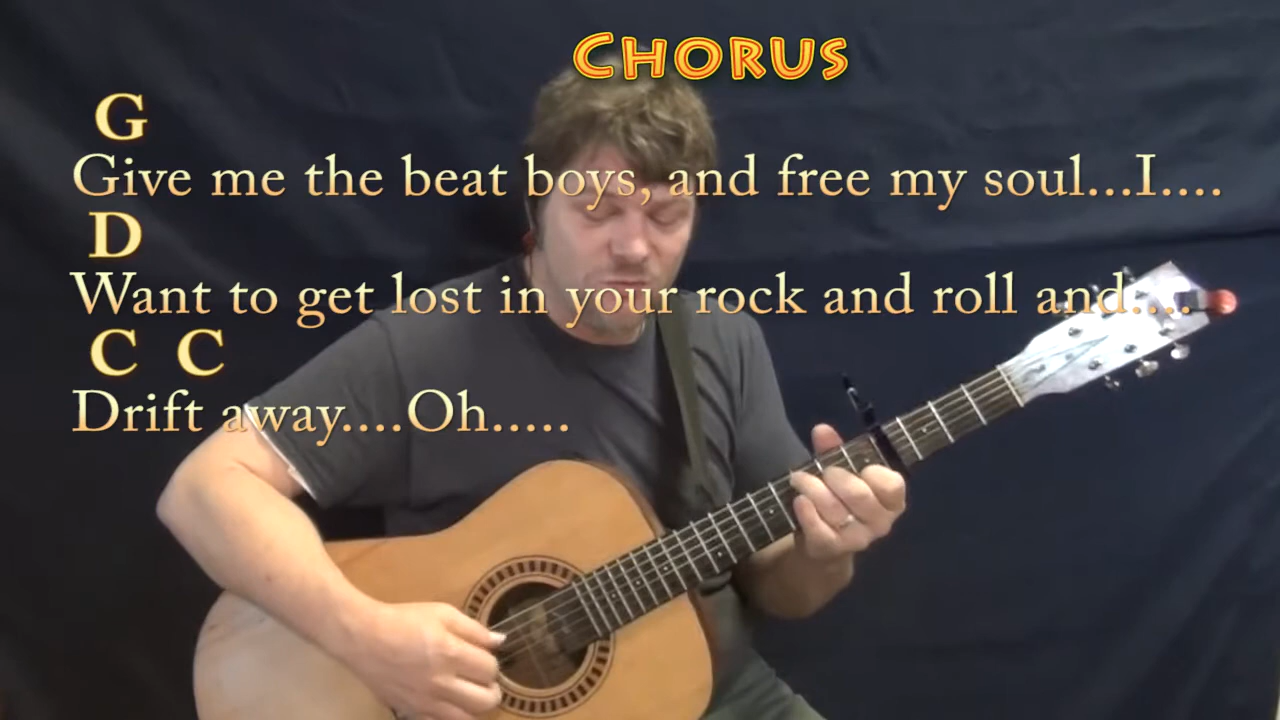 CHORUS
G
Give me the beat boys, and free my soul...I....
D
Want to get lost in your rock and roll and....
C C
Drift away....Oh.....